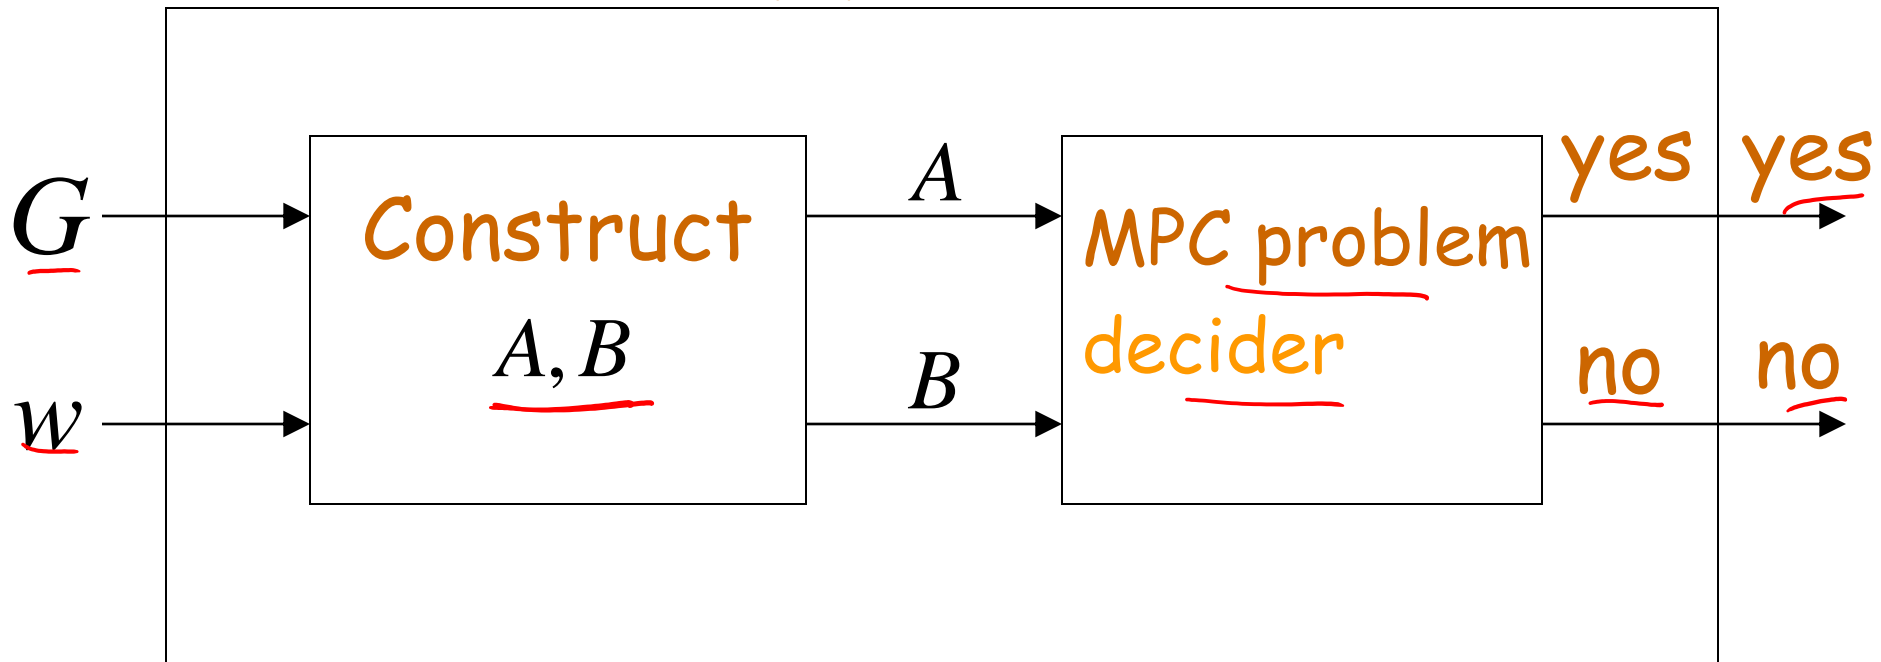 G
w
Construct
A, B
A
B
MPC problem
decider
yes
no
yes
no